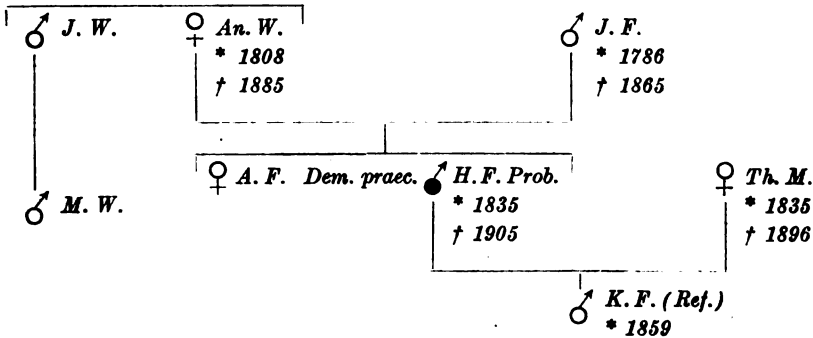 J. W. An. W. J. F.
* 1808 * 1786
† 1885 † 1865
A. F. Dem. praec. H. F. Prob. Th. M.
M. W. * 1835 * 1835
† 1905 † 1896
K. F. (Ref.)
* 1859